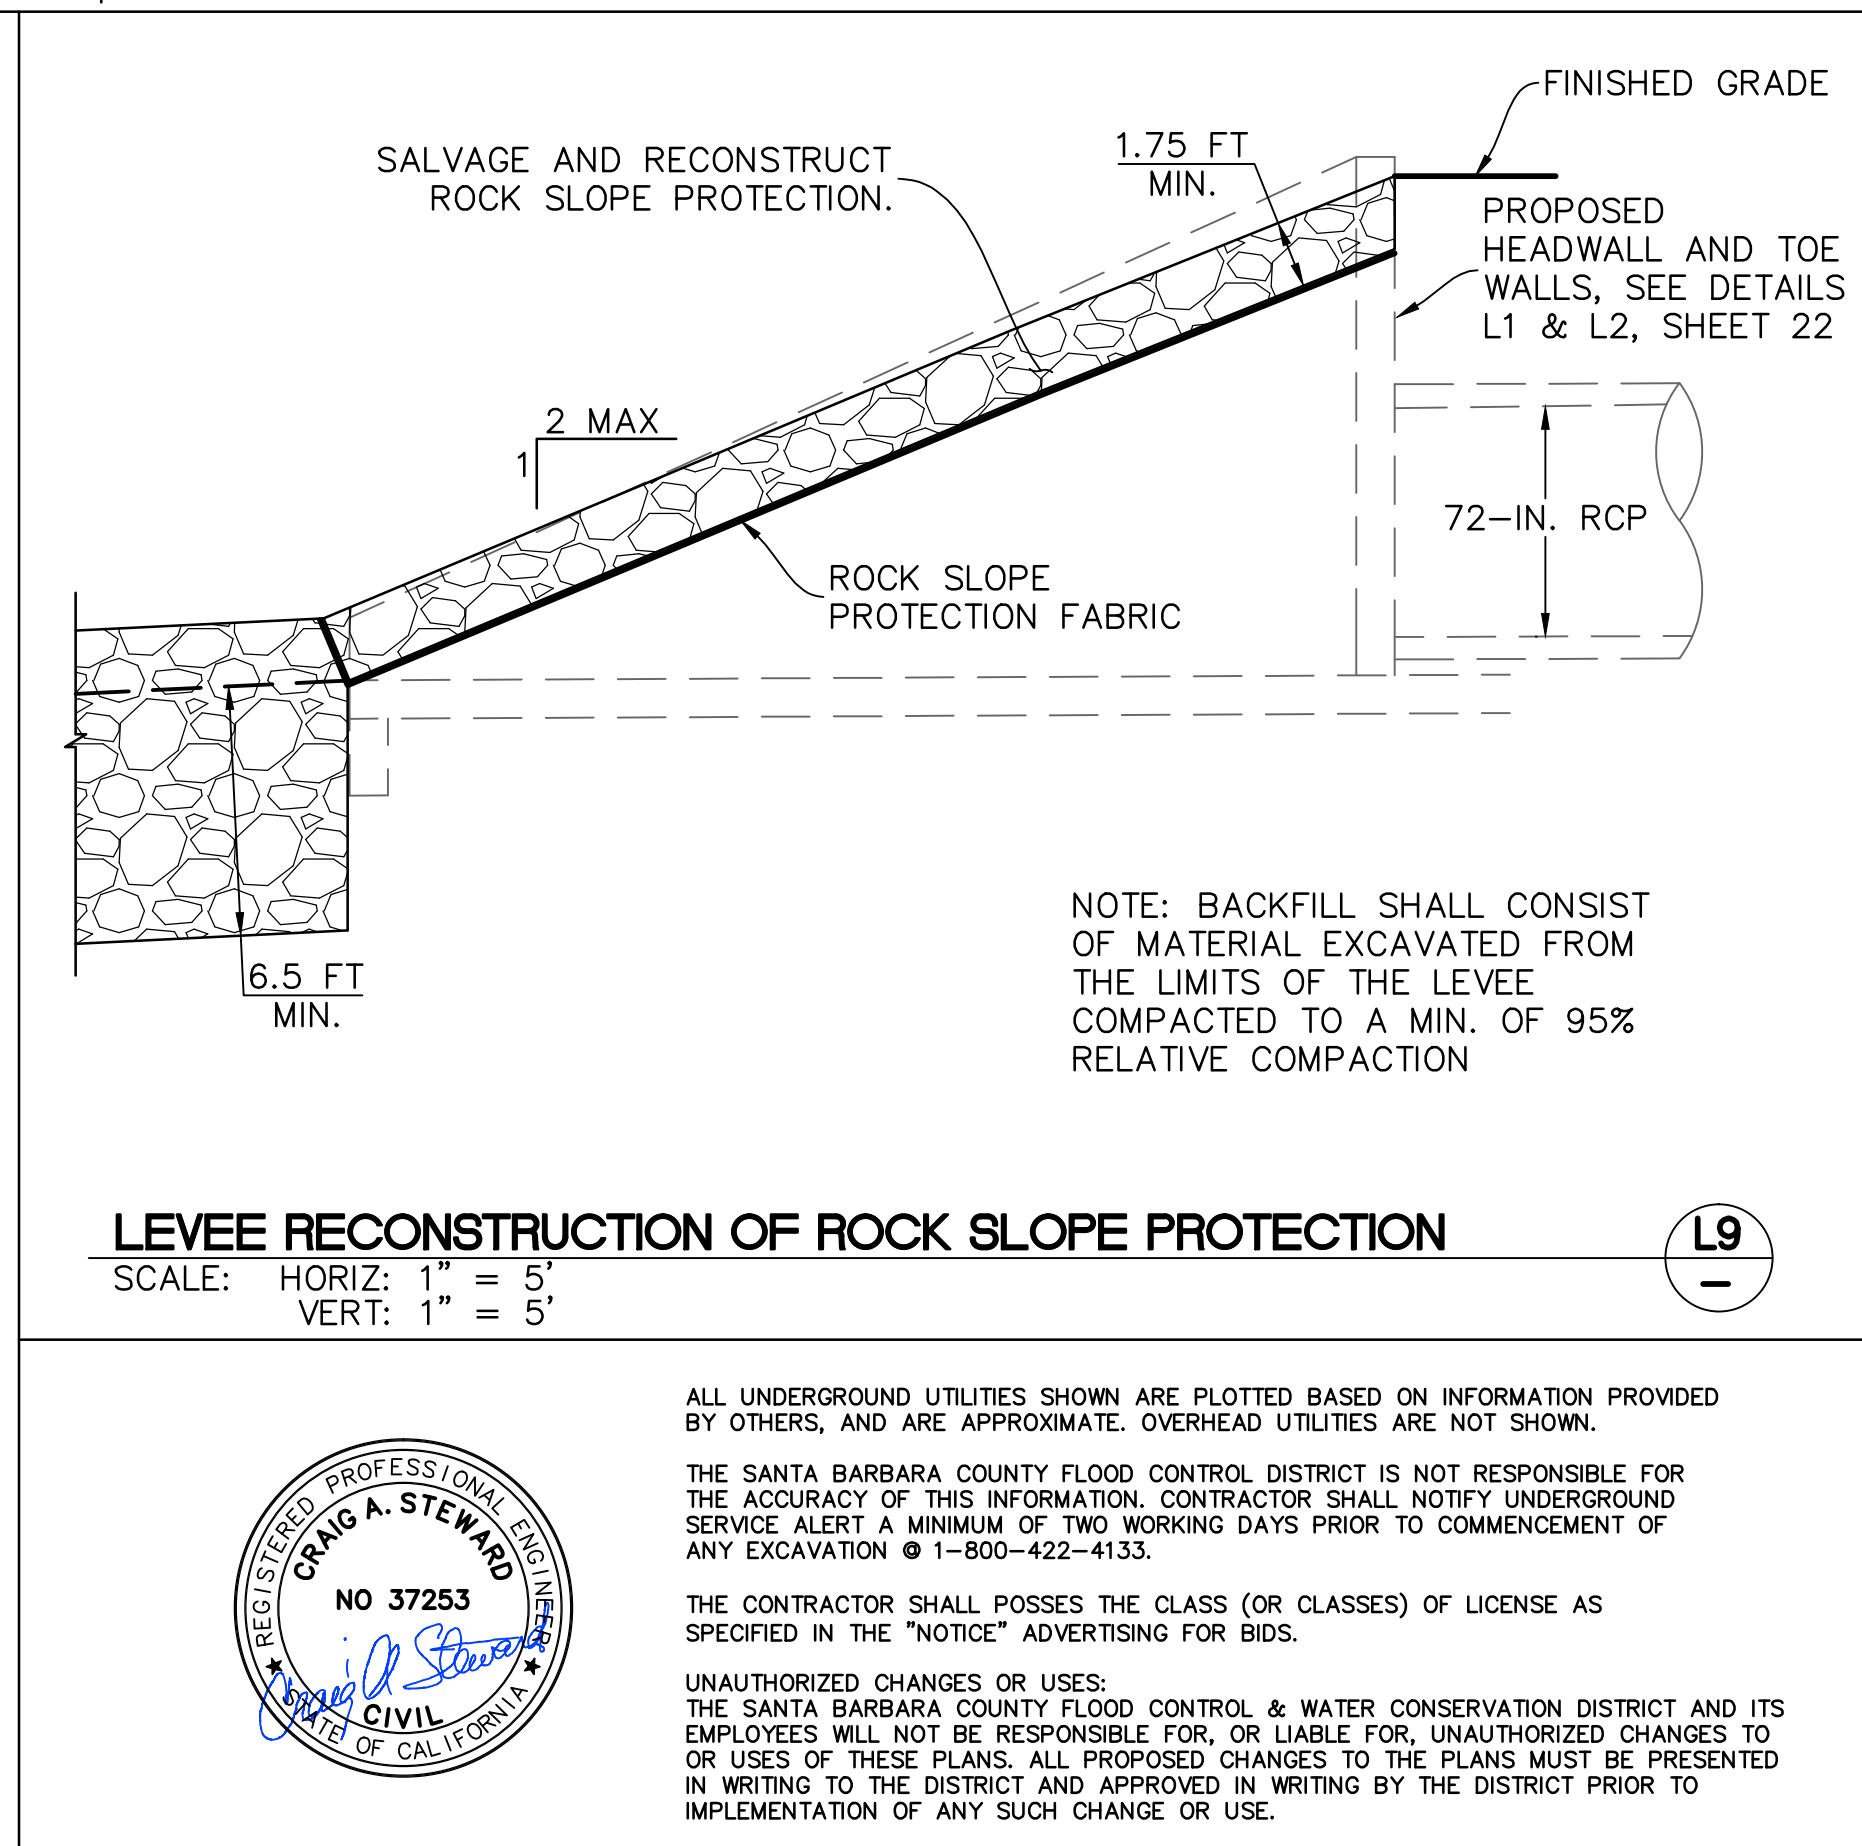 FINISHED GRADE
SALVAGE AND RECONSTRUCT
ROCK SLOPE PROTECTION.
1.75 FT
MIN.
PROPOSED
HEADWALL AND TOE
WALLS, SEE DETAILS
L1 & L2, SHEET 22
2 MAX
1
72-IN. RCP
ROCK SLOPE
PROTECTION FABRIC
6.5 FT
MIN.
NOTE: BACKFILL SHALL CONSIST
OF MATERIAL EXCAVATED FROM
THE LIMITS OF THE LEVEE
COMPACTED TO A MIN. OF 95%
RELATIVE COMPACTION
LEVEE RECONSTRUCTION OF ROCK SLOPE PROTECTION
L9
—
SCALE: HORIZ: 1" = 5'
VERT: 1" = 5'
ALL UNDERGROUND UTILITIES SHOWN ARE PLOTTED BASED ON INFORMATION PROVIDED
BY OTHERS, AND ARE APPROXIMATE. OVERHEAD UTILITIES ARE NOT SHOWN.
THE SANTA BARBARA COUNTY FLOOD CONTROL DISTRICT IS NOT RESPONSIBLE FOR
THE ACCURACY OF THIS INFORMATION. CONTRACTOR SHALL NOTIFY UNDERGROUND
SERVICE ALERT A MINIMUM OF TWO WORKING DAYS PRIOR TO COMMENCEMENT OF
ANY EXCAVATION @ 1-800-422-4133.
THE CONTRACTOR SHALL POSSES THE CLASS (OR CLASSES) OF LICENSE AS
SPECIFIED IN THE "NOTICE" ADVERTISING FOR BIDS.
UNAUTHORIZED CHANGES OR USES:
THE SANTA BARBARA COUNTY FLOOD CONTROL & WATER CONSERVATION DISTRICT AND ITS
EMPLOYEES WILL NOT BE RESPONSIBLE FOR, OR LIABLE FOR, UNAUTHORIZED CHANGES TO
OR USES OF THESE PLANS. ALL PROPOSED CHANGES TO THE PLANS MUST BE PRESENTED
IN WRITING TO THE DISTRICT AND APPROVED IN WRITING BY THE DISTRICT PRIOR TO
IMPLEMENTATION OF ANY SUCH CHANGE OR USE.
REGISTERED PROFESSIONAL ENGINEER
CRAIG A. STEWARD
NO 37253
Craig A Steward
CIVIL
STATE OF CALIFORNIA